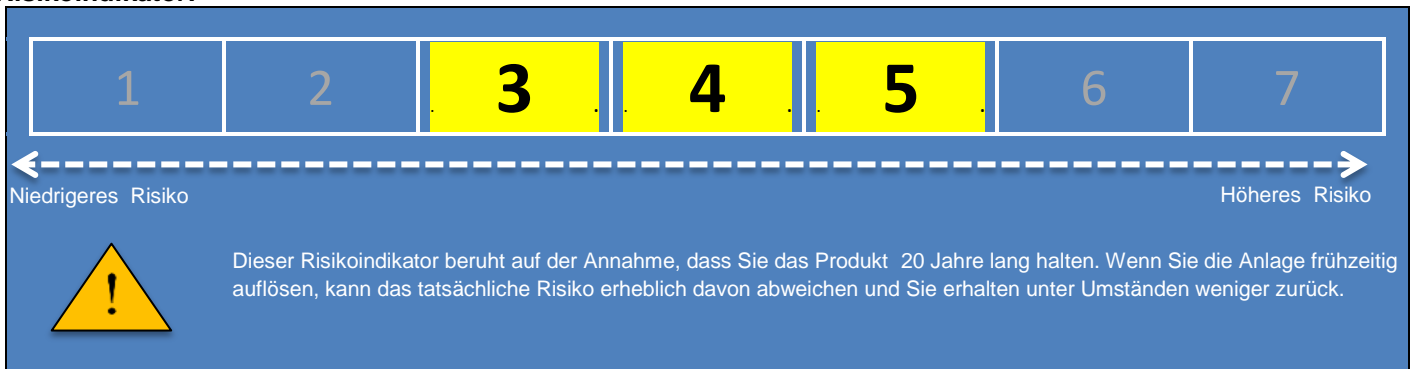 Risikoindikator:
1 2 3 4 5 6 7
Niedrigeres Risiko Höheres Risiko
!
Dieser Risikoindikator beruht auf der Annahme, dass Sie das Produkt 20 Jahre lang halten. Wenn Sie die Anlage frühzeitig
auflösen, kann das tatsächliche Risiko erheblich davon abweichen und Sie erhalten unter Umständen weniger zurück.